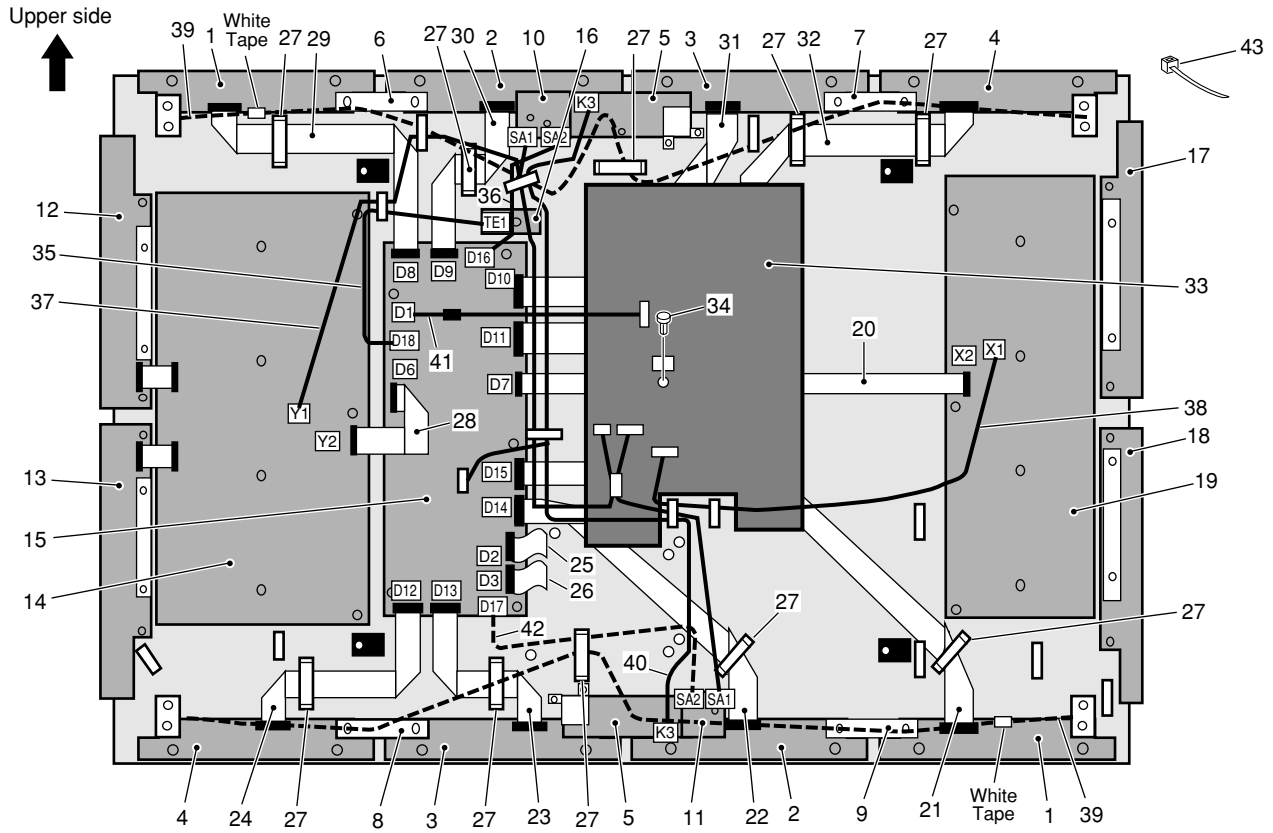 Upper side
39
1
White
Tape
27
29
6
27
30
2
10
16
27
5
3
31
27
32
7
27
4
43
K3
SA1
SA2
17
12
36
TE1
35
D16
D8
D9
D10
33
37
D1
34
D11
D18
41
20
X2
X1
D6
D7
Y1
28
38
Y2
18
13
D15
19
D14
15
D2
25
D3
26
14
D12
D13
D17
27
27
42
40
SA2
SA1
K3
4
24
27
8
3
27
23
27
5
11
22
2
9
21
White
Tape
1
39